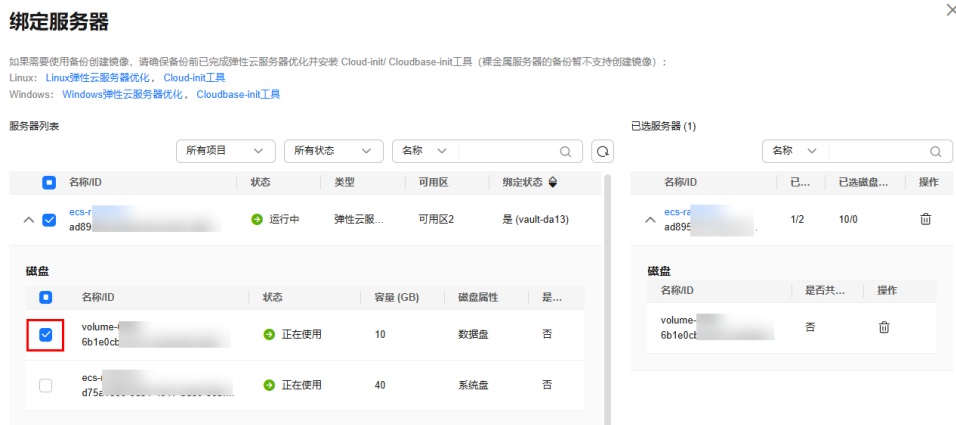 绑定服务器
如果需要使用备份创建镜像，请确保备份前已完成弹性云服务器优化并安装 Cloud-init/ Cloudbase-init工具（裸金属服务器的备份暂不支持创建镜像）：
Linux： Linux弹性云服务器优化， Cloud-init工具
Windows： Windows弹性云服务器优化， Cloudbase-init工具
服务器列表
所有项目 所有状态 名称
名称/ID 状态 类型 可用区 绑定状态
ecs-r 运行中 弹性云服... 可用区2 是 (vault-da13)
ad89
磁盘
名称/ID 状态 容量 (GB) 磁盘属性 是...
volume- 正在使用 10 数据盘 否
6b1e0cb
ecs- 正在使用 40 系统盘 否
d75a
已选服务器 (1)
名称
名称/ID 已... 已选磁盘... 操作
ecs-ra 1/2 10/0
ad895
磁盘
名称/ID 是否共... 操作
volume- 否
6b1e0cb